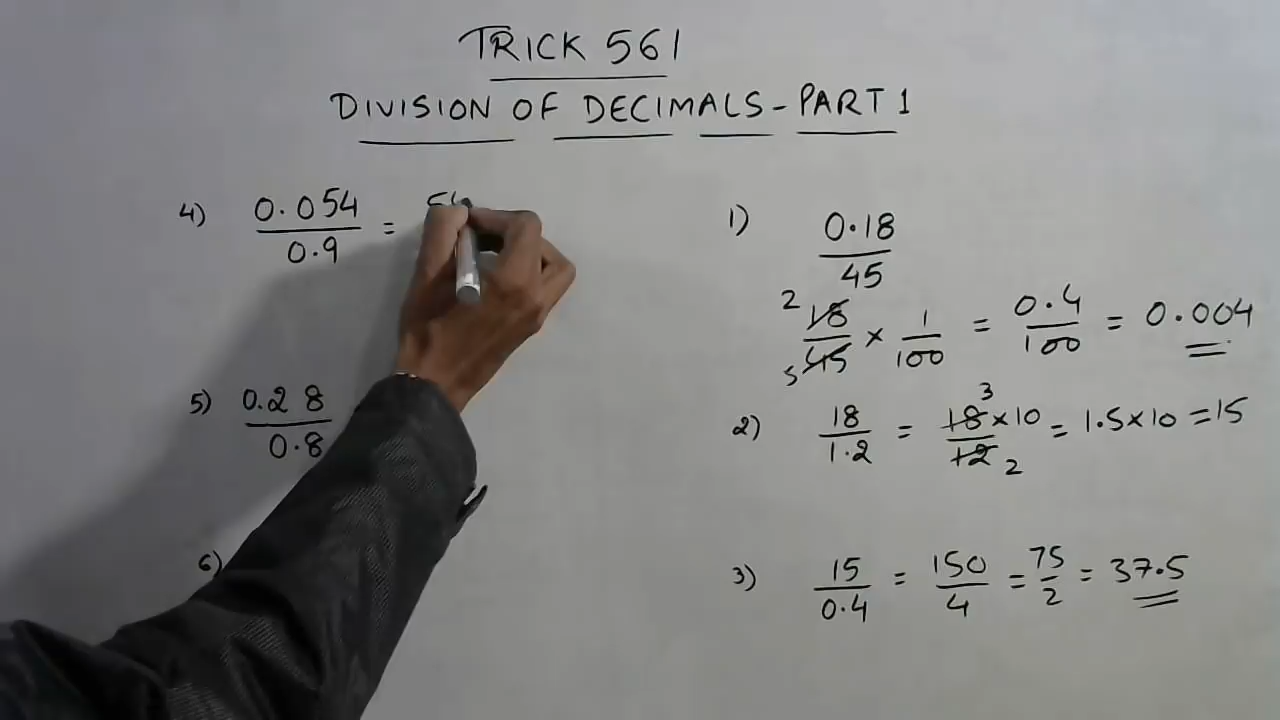 TRICK 561
DIVISION OF DECIMALS - PART 1
4) 0.054 / 0.9 = 54
5) 0.28 / 0.8
6)
1) 0.18 / 45
2 18 / 5 45 × 1 / 100 = 0.4 / 100 = 0.004
2) 18 / 1.2 = 18 3 × 10 / 12 2 = 1.5 × 10 = 15
3) 15 / 0.4 = 150 / 4 = 75 / 2 = 37.5